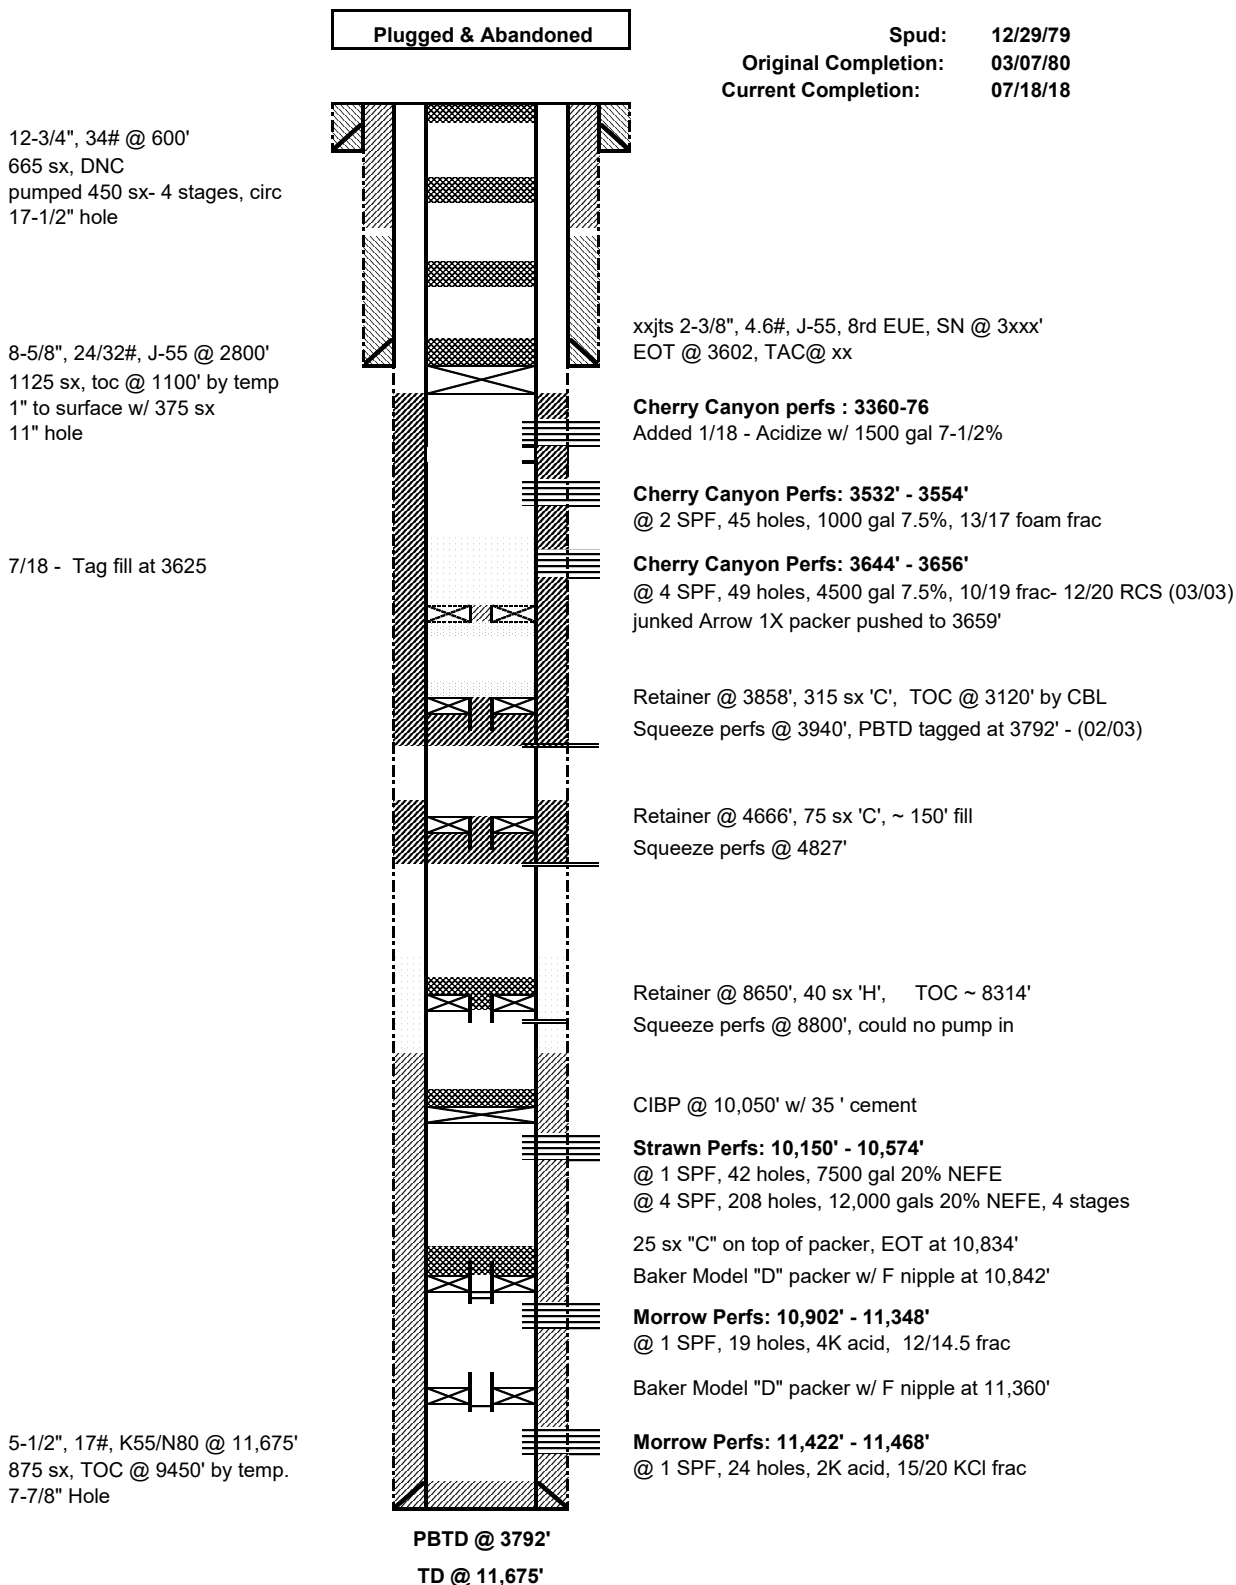 Plugged & Abandoned
Spud: 12/29/79
Original Completion: 03/07/80
Current Completion: 07/18/18
12-3/4", 34# @ 600'
665 sx, DNC
pumped 450 sx- 4 stages, circ
17-1/2" hole
8-5/8", 24/32#, J-55 @ 2800'
1125 sx, toc @ 1100' by temp
1" to surface w/ 375 sx
11" hole
7/18 - Tag fill at 3625
5-1/2", 17#, K55/N80 @ 11,675'
875 sx, TOC @ 9450' by temp.
7-7/8" Hole
xxjts 2-3/8", 4.6#, J-55, 8rd EUE, SN @ 3xxx'
EOT @ 3602, TAC@ xx
Cherry Canyon perfs : 3360-76
Added 1/18 - Acidize w/ 1500 gal 7-1/2%
Cherry Canyon Perfs: 3532' - 3554'
@ 2 SPF, 45 holes, 1000 gal 7.5%, 13/17 foam frac
Cherry Canyon Perfs: 3644' - 3656'
@ 4 SPF, 49 holes, 4500 gal 7.5%, 10/19 frac- 12/20 RCS (03/03)
junked Arrow 1X packer pushed to 3659'
Retainer @ 3858', 315 sx 'C', TOC @ 3120' by CBL
Squeeze perfs @ 3940', PBTD tagged at 3792' - (02/03)
Retainer @ 4666', 75 sx 'C', ~ 150' fill
Squeeze perfs @ 4827'
Retainer @ 8650', 40 sx 'H', TOC ~ 8314'
Squeeze perfs @ 8800', could no pump in
CIBP @ 10,050' w/ 35 ' cement
Strawn Perfs: 10,150' - 10,574'
@ 1 SPF, 42 holes, 7500 gal 20% NEFE
@ 4 SPF, 208 holes, 12,000 gals 20% NEFE, 4 stages
25 sx "C" on top of packer, EOT at 10,834'
Baker Model "D" packer w/ F nipple at 10,842'
Morrow Perfs: 10,902' - 11,348'
@ 1 SPF, 19 holes, 4K acid, 12/14.5 frac
Baker Model "D" packer w/ F nipple at 11,360'
Morrow Perfs: 11,422' - 11,468'
@ 1 SPF, 24 holes, 2K acid, 15/20 KCl frac
PBTD @ 3792'
TD @ 11,675'